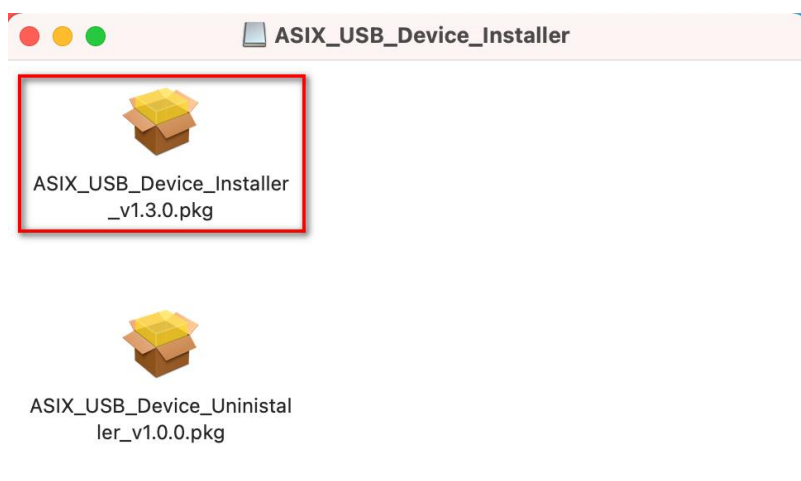 ASIX_USB_Device_Installer
ASIX_USB_Device_Installer
_v1.3.0.pkg
ASIX_USB_Device_Uninistal
ler_v1.0.0.pkg